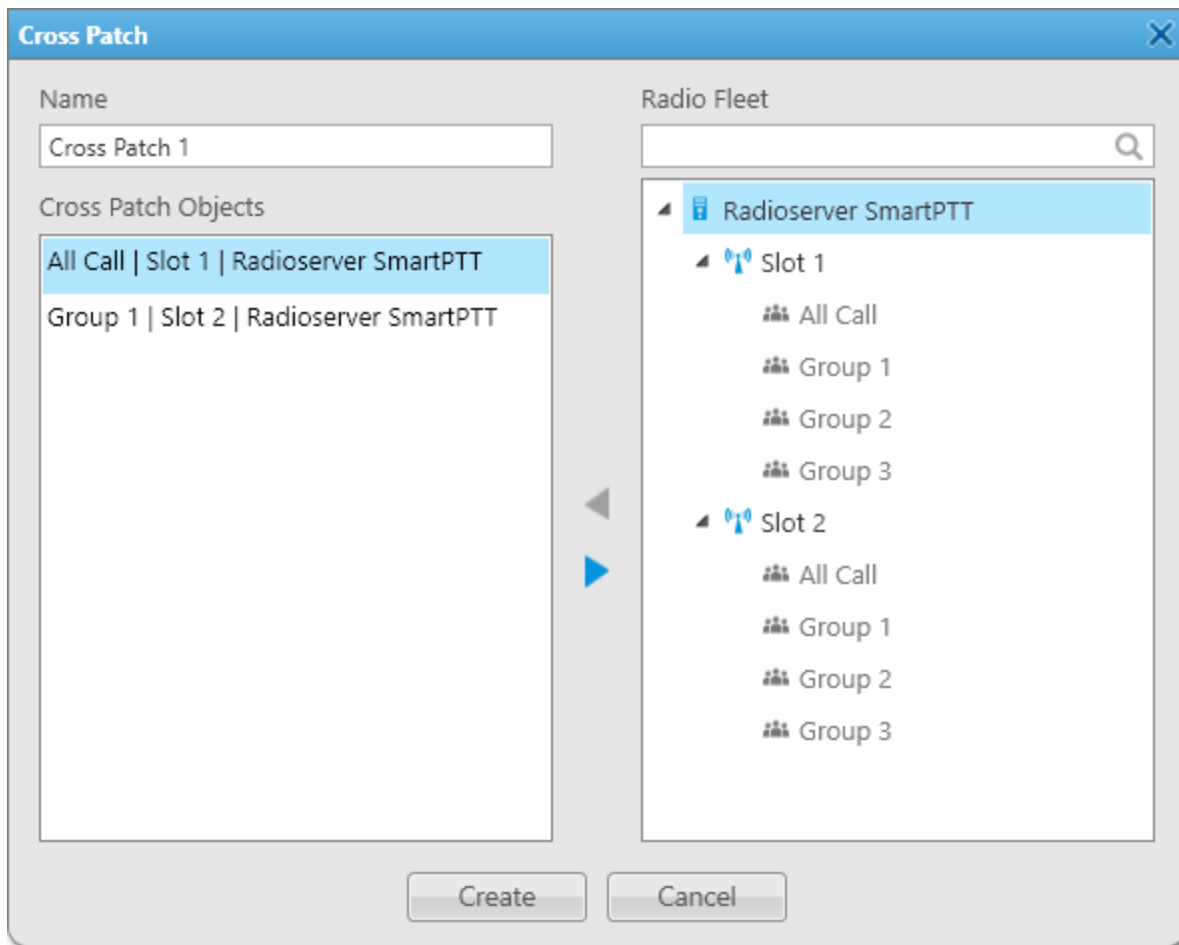 Cross Patch
Name
Cross Patch 1
Cross Patch Objects
All Call | Slot 1 | Radioserver SmartPTT
Group 1 | Slot 2 | Radioserver SmartPTT
Radio Fleet
Radioserver SmartPTT
Slot 1
All Call
Group 1
Group 2
Group 3
Slot 2
All Call
Group 1
Group 2
Group 3
Create
Cancel